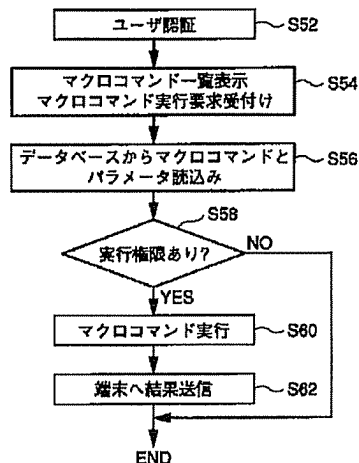 ユーザ認証
S52
マクロコマンド一覧表示
マクロコマンド実行要求受付け
S54
データベースからマクロコマンドと
パラメータ読込み
S56
S58
実行権限あり?
NO
YES
マクロコマンド実行
S60
端末へ結果送信
S62
END